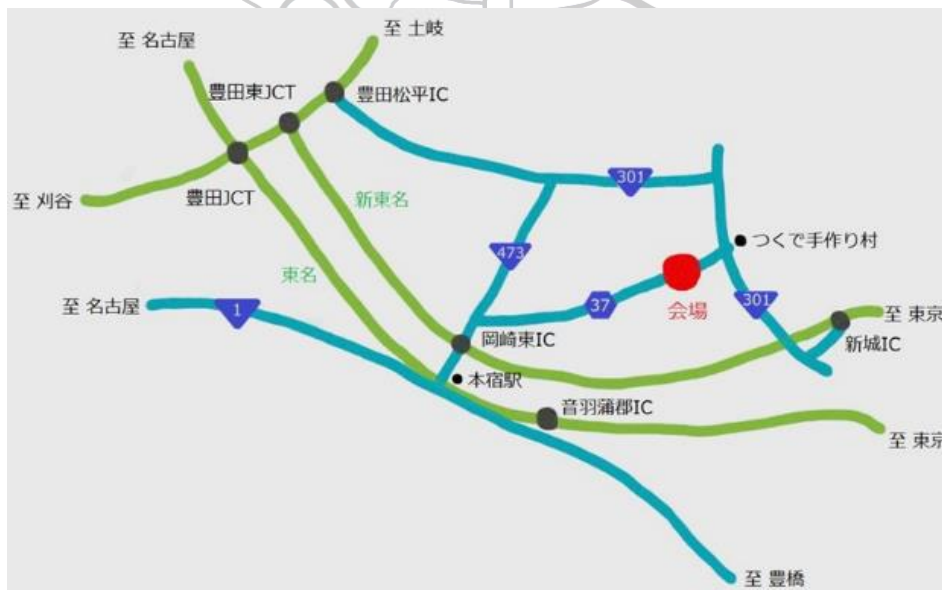 至 名古屋
至 土岐
豊田東JCT
豊田松平IC
豊田JCT
至 刈谷
新東名
301
つくで手作り村
473
東名
会場
37
301
至 名古屋
1
至 東京
岡崎東IC
新城IC
本宿駅
音羽蒲郡IC
至 東京
至 豊橋